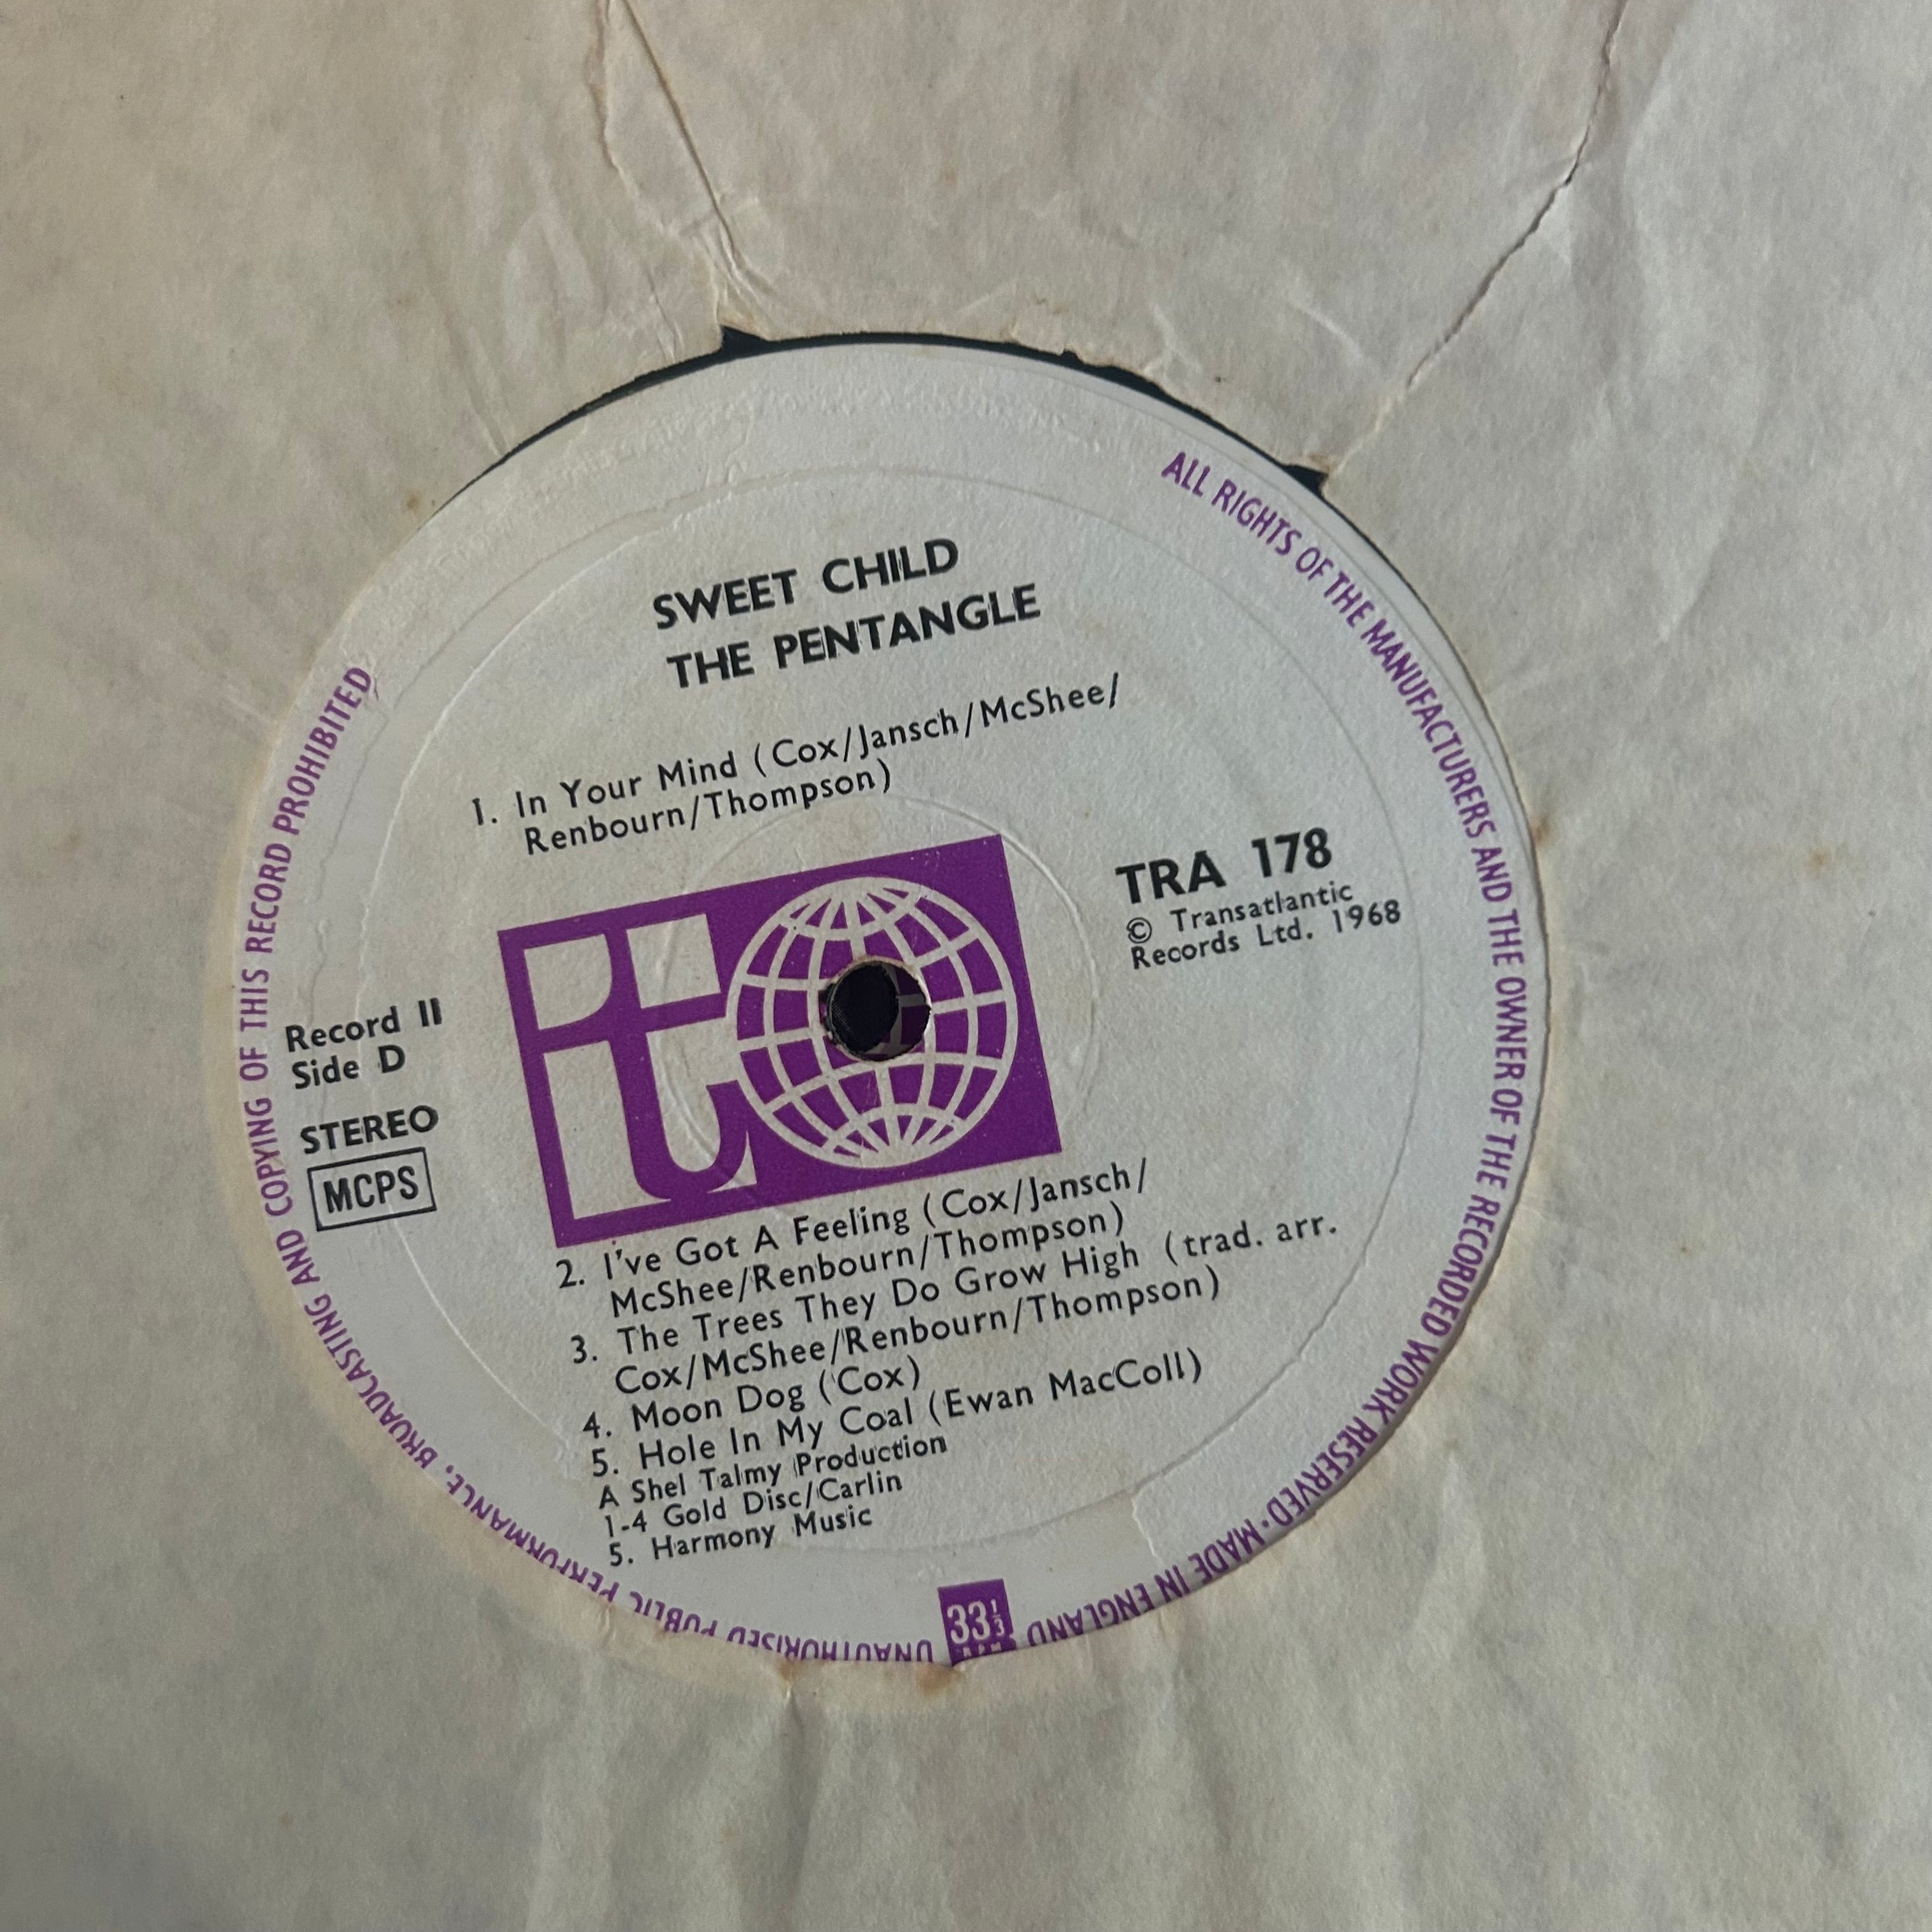 SWEET CHILD
THE PENTANGLE
1. In Your Mind (Cox/Jansch/McShee/
Renbourn/Thompson)
it
TRA 178
© Transatlantic
Records Ltd. 1968
Record II
Side D
STEREO
MCPS
2. I've Got A Feeling (Cox/Jansch/
McShee/Renbourn/Thompson)
3. The Trees They Do Grow High (trad. arr.
Cox/McShee/Renbourn/Thompson)
4. Moon Dog (Cox)
5. Hole In My Coal (Ewan MacColl)
A Shel Talmy Production
1-4 Gold Disc/Carlin
5. Harmony Music
ALL RIGHTS OF THE MANUFACTURERS AND THE OWNER OF THE RECORDED WORK RESERVED · MADE IN ENGLAND
33⅓
UNAUTHORISED PUBLIC PERFORMANCE, BROADCASTING AND COPYING OF THIS RECORD PROHIBITED